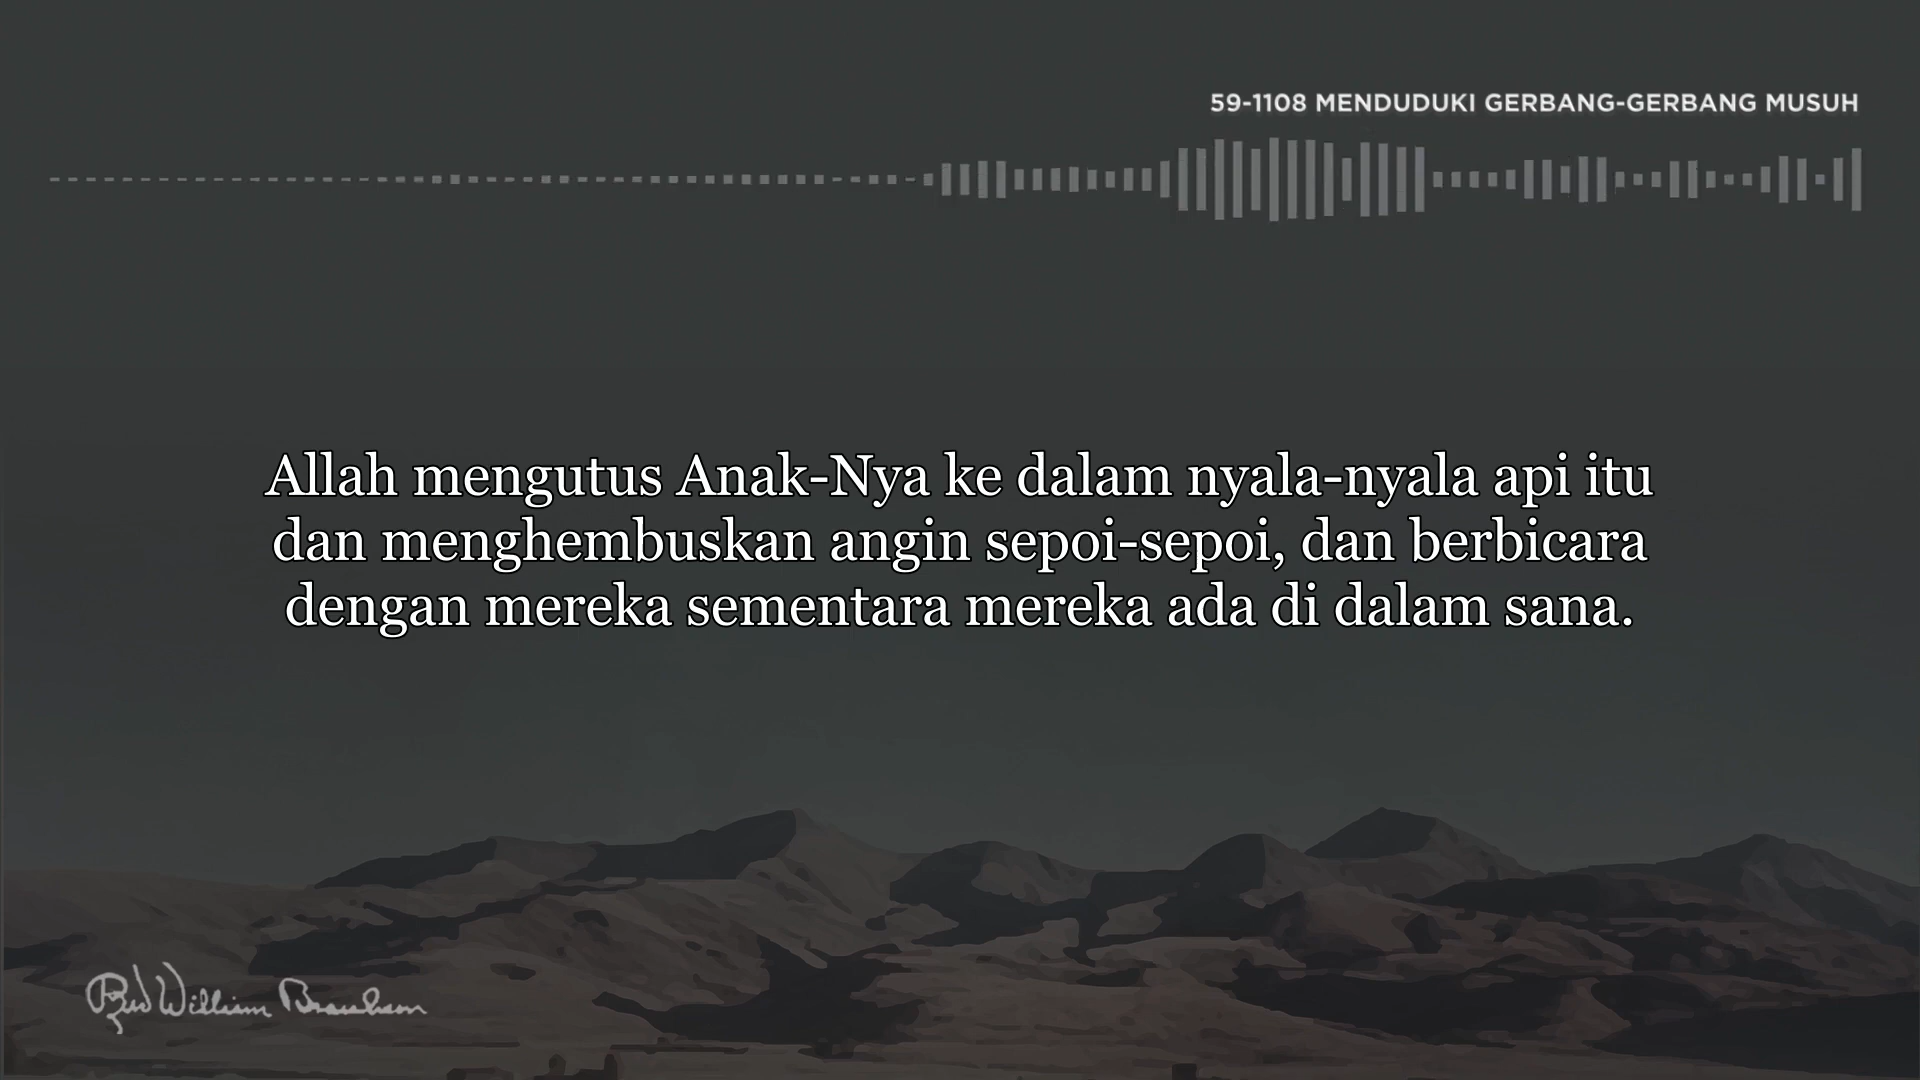 59-1108 MENDUDUKI GERBANG-GERBANG MUSUH
Allah mengutus Anak-Nya ke dalam nyala-nyala api itu
dan menghembuskan angin sepoi-sepoi, dan berbicara
dengan mereka sementara mereka ada di dalam sana.
Rev William Branham